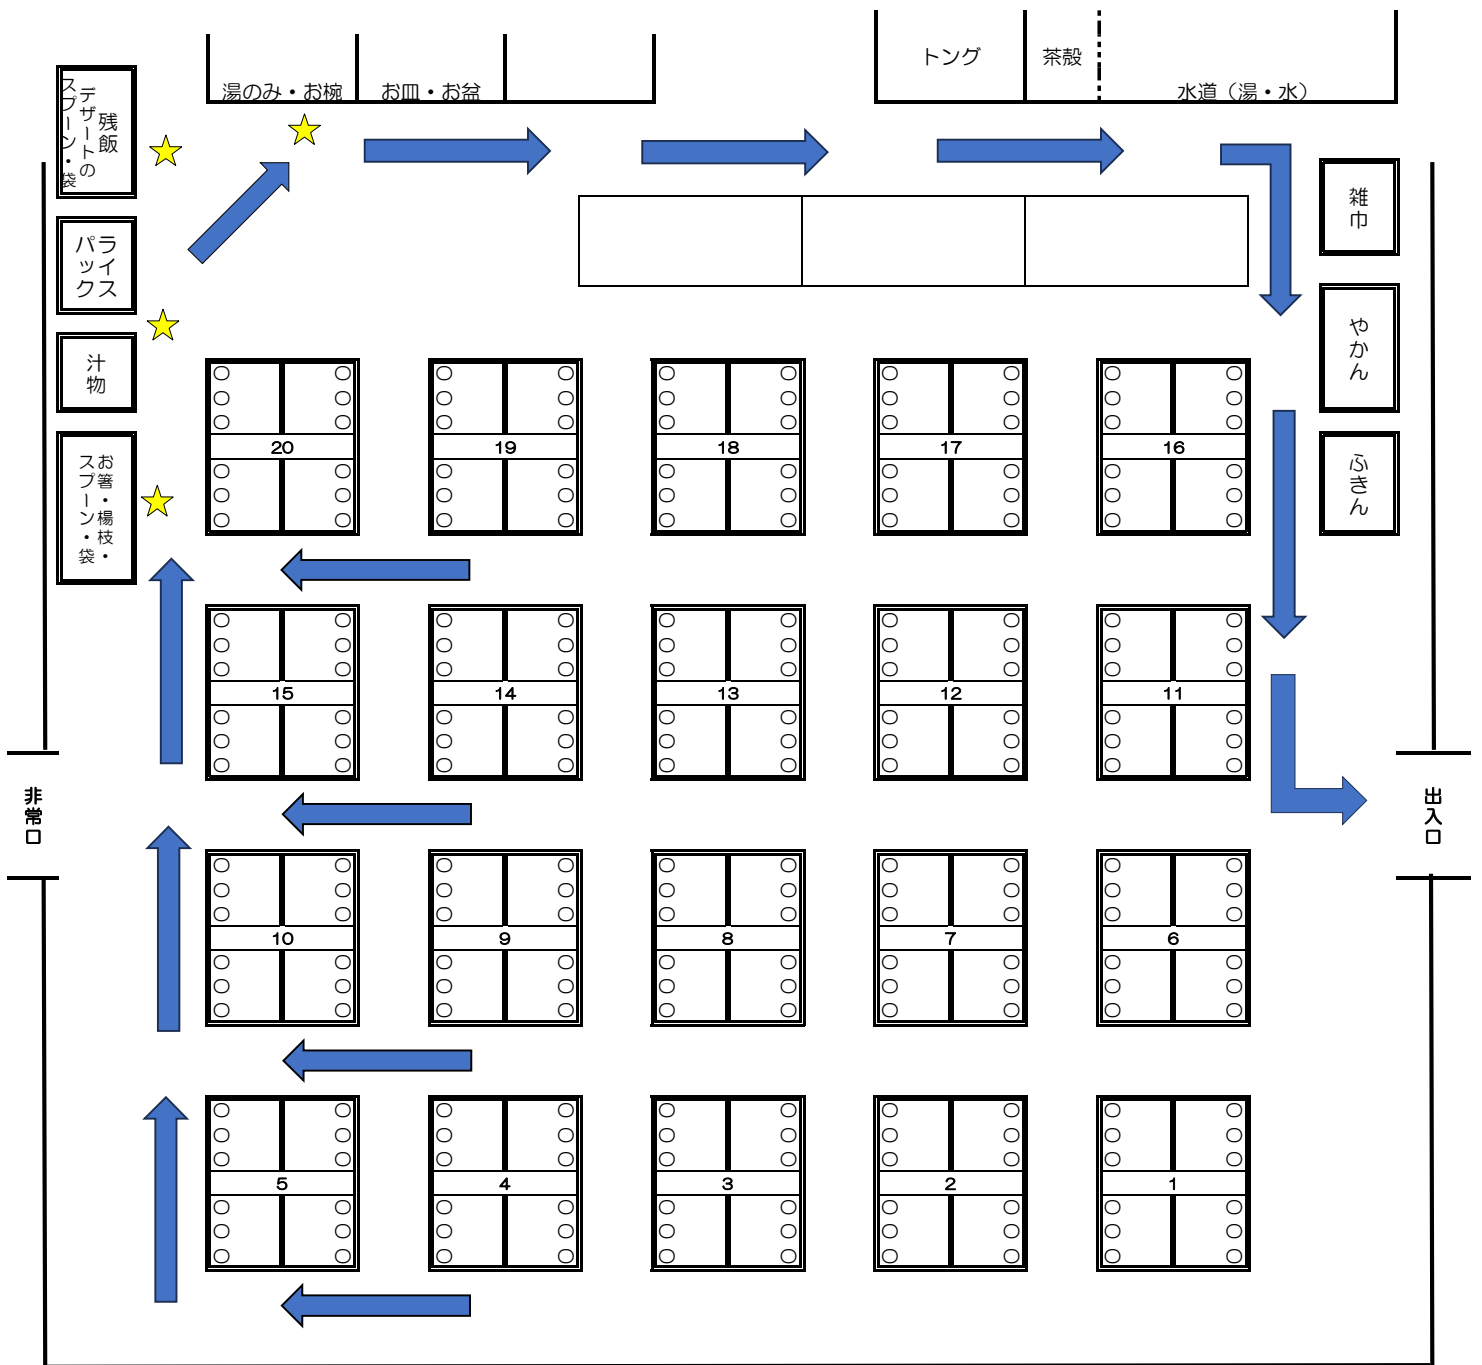 トング
茶殻
湯のみ・お椀
お皿・お盆
水道（湯・水）
残飯
デザートの
スプーン・袋
雑巾
ライス
パック
やかん
汁物
ふきん
お箸・楊枝・
スプーン・袋
20
19
18
17
16
15
14
13
12
11
非常口
出入口
10
9
8
7
6
5
4
3
2
1